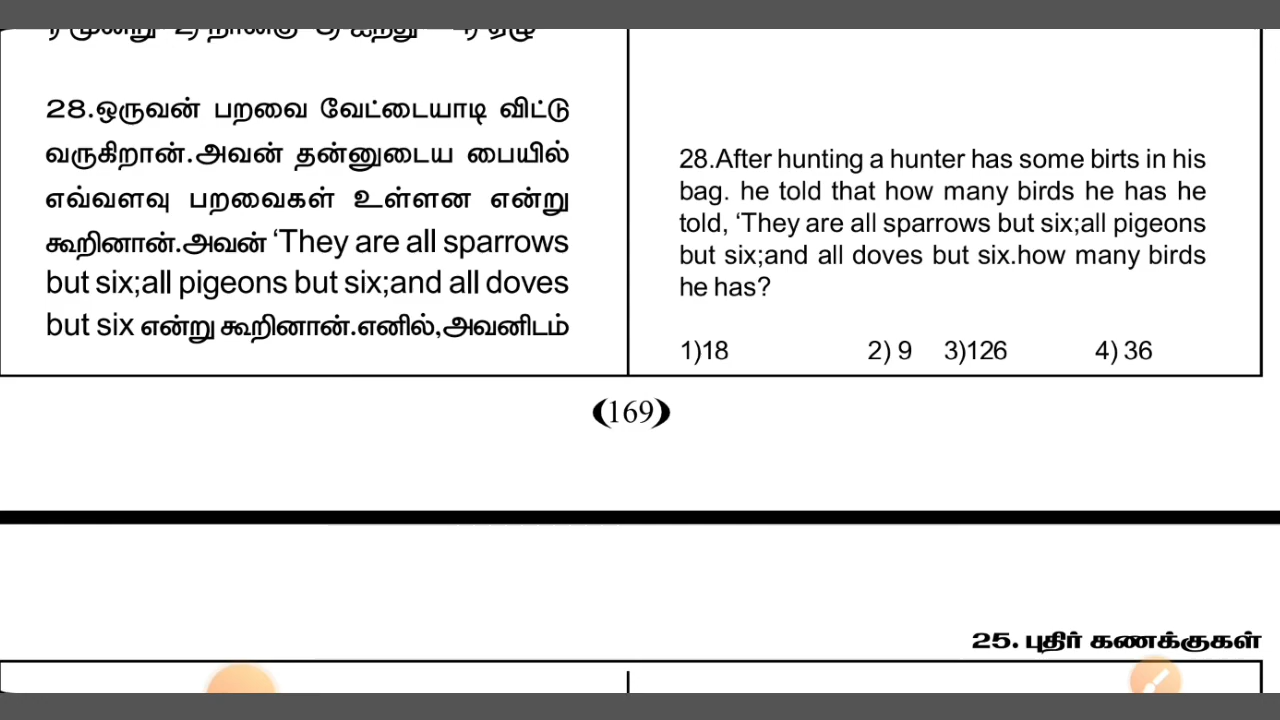 28.ஒருவன் பறவை வேட்டையாடி விட்டு
வருகிறான்.அவன் தன்னுடைய பையில்
எவ்வளவு பறவைகள் உள்ளன என்று
கூறினான்.அவன் ‘They are all sparrows
but six;all pigeons but six;and all doves
but six என்று கூறினான்.எனில்,அவனிடம்
28.After hunting a hunter has some birts in his
bag. he told that how many birds he has he
told, ‘They are all sparrows but six;all pigeons
but six;and all doves but six.how many birds
he has?
1)18 2) 9 3)126 4) 36
(169)
25. புதிர் கணக்குகள்